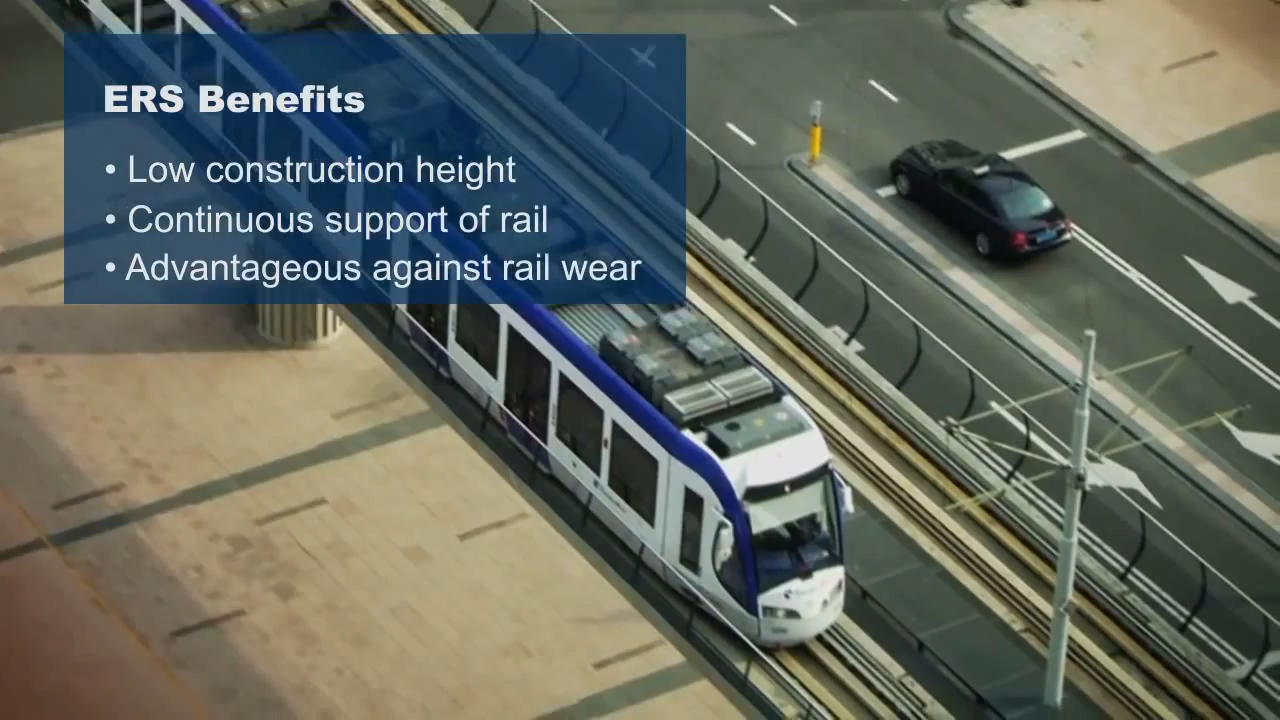 ERS Benefits
• Low construction height
• Continuous support of rail
• Advantageous against rail wear